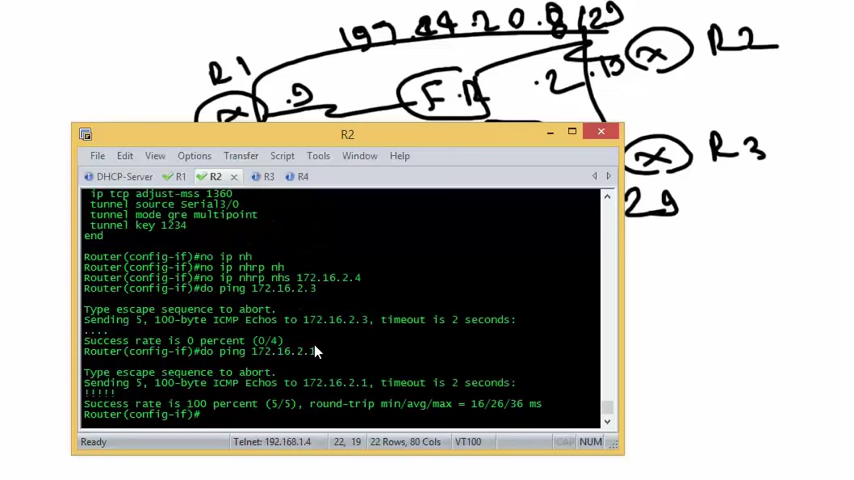 197.44.20.8/29
R2
R1
.9
F.R
.2
.10
R3
29
R2
File Edit View Options Transfer Script Tools Window Help
DHCP-Server R1 R2 x R3 R4
ip tcp adjust-mss 1360
tunnel source Serial3/0
tunnel mode gre multipoint
tunnel key 1234
end
Router(config-if)#no ip nh
Router(config-if)#no ip nhrp nh
Router(config-if)#no ip nhrp nhs 172.16.2.4
Router(config-if)#do ping 172.16.2.3
Type escape sequence to abort.
Sending 5, 100-byte ICMP Echos to 172.16.2.3, timeout is 2 seconds:
....
Success rate is 0 percent (0/4)
Router(config-if)#do ping 172.16.2.1
Type escape sequence to abort.
Sending 5, 100-byte ICMP Echos to 172.16.2.1, timeout is 2 seconds:
!!!!!
Success rate is 100 percent (5/5), round-trip min/avg/max = 16/26/36 ms
Router(config-if)#
Ready Telnet: 192.168.1.4 22, 19 22 Rows, 80 Cols VT100 CAP NUM